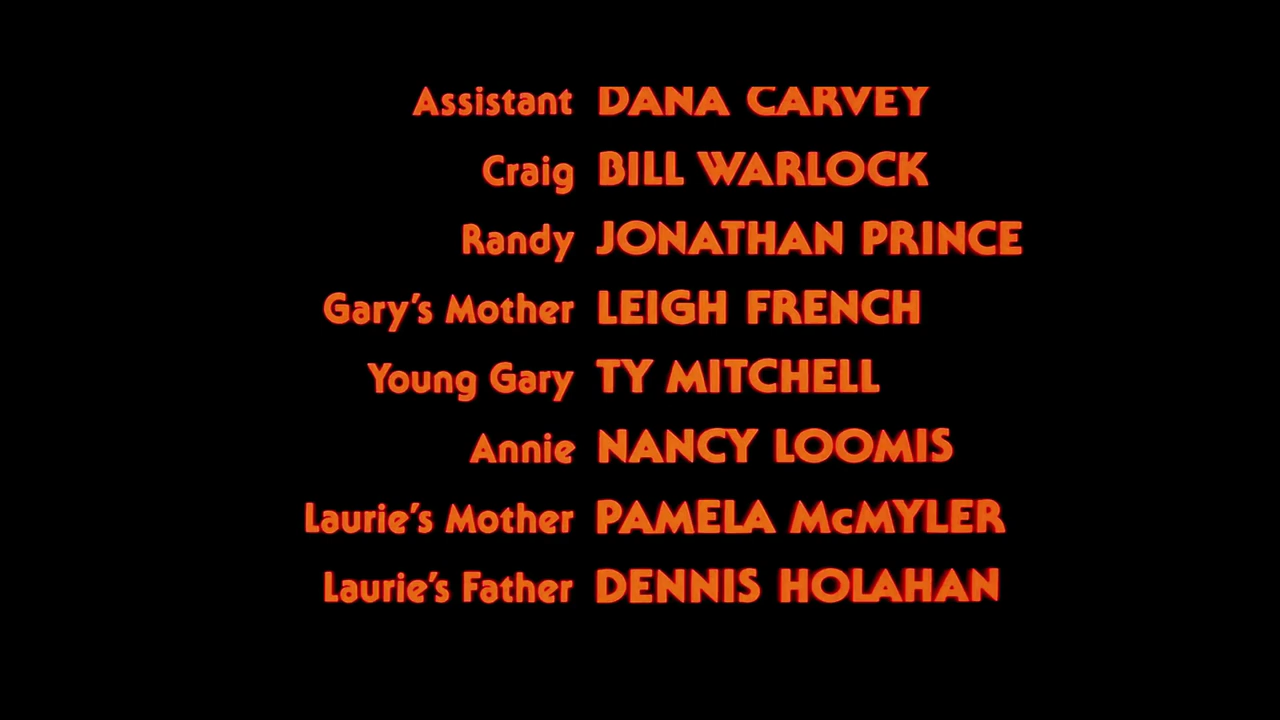 Assistant DANA CARVEY
Craig BILL WARLOCK
Randy JONATHAN PRINCE
Gary's Mother LEIGH FRENCH
Young Gary TY MITCHELL
Annie NANCY LOOMIS
Laurie's Mother PAMELA McMYLER
Laurie's Father DENNIS HOLAHAN